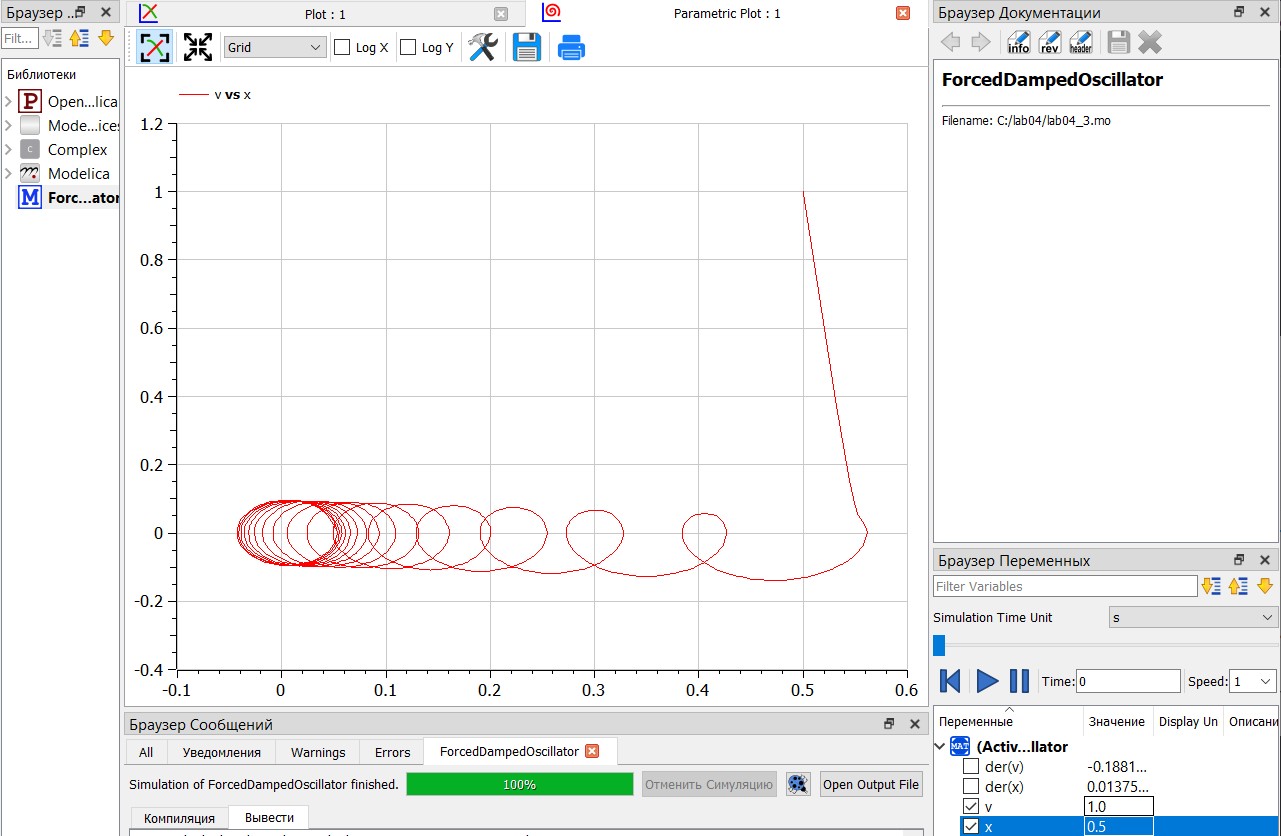 Браузер ..
Filt...
Библиотеки
P Open...lica
Mode...ices
C Complex
Modelica
M Forc...ator
Plot : 1
Parametric Plot : 1
Grid
Log X
Log Y
v vs x
1.2
1
0.8
0.6
0.4
0.2
0
-0.2
-0.4
-0.1 0 0.1 0.2 0.3 0.4 0.5 0.6
Браузер Сообщений
All Уведомления Warnings Errors ForcedDampedOscillator
Simulation of ForcedDampedOscillator finished. 100% Отменить Симуляцию Open Output File
Компиляция Вывести
Браузер Документации
info rev header
ForcedDampedOscillator
Filename: C:/lab04/lab04_3.mo
Браузер Переменных
Filter Variables
Simulation Time Unit s
Time: 0 Speed: 1
Переменные Значение Display Un Описани
MAT (Activ...llator
der(v) -0.1881...
der(x) 0.01375...
v 1.0
x 0.5